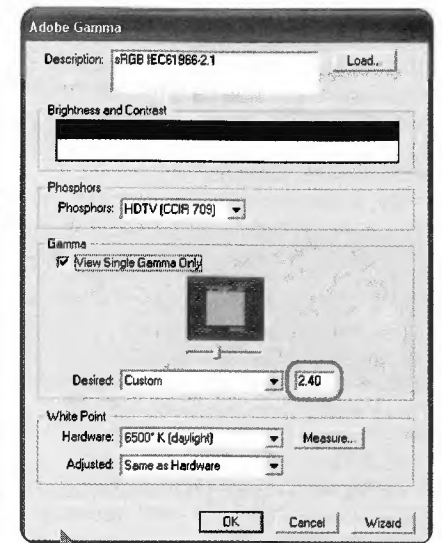 Adobe Gamma
Description: sRGB IEC61966-2.1 Load...
Brightness and Contrast
Phosphors
Phosphors: HDTV (CCIR 709)
Gamma
View Single Gamma Only
Desired: Custom 2.40
White Point
Hardware: 6500° K (daylight) Measure...
Adjusted: Same as Hardware
OK Cancel Wizard